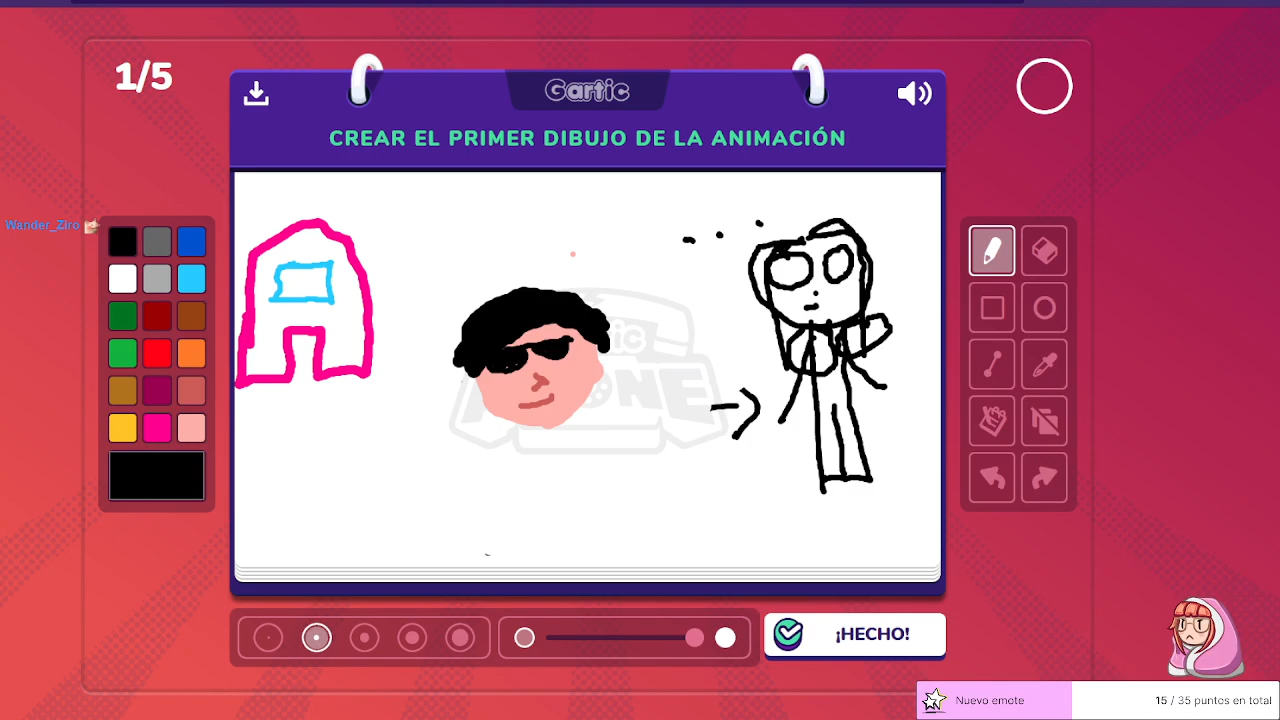 1/5
Gartic
CREAR EL PRIMER DIBUJO DE LA ANIMACIÓN
Wander_Ziro
¡HECHO!
Nuevo emote
15 / 35 puntos en total